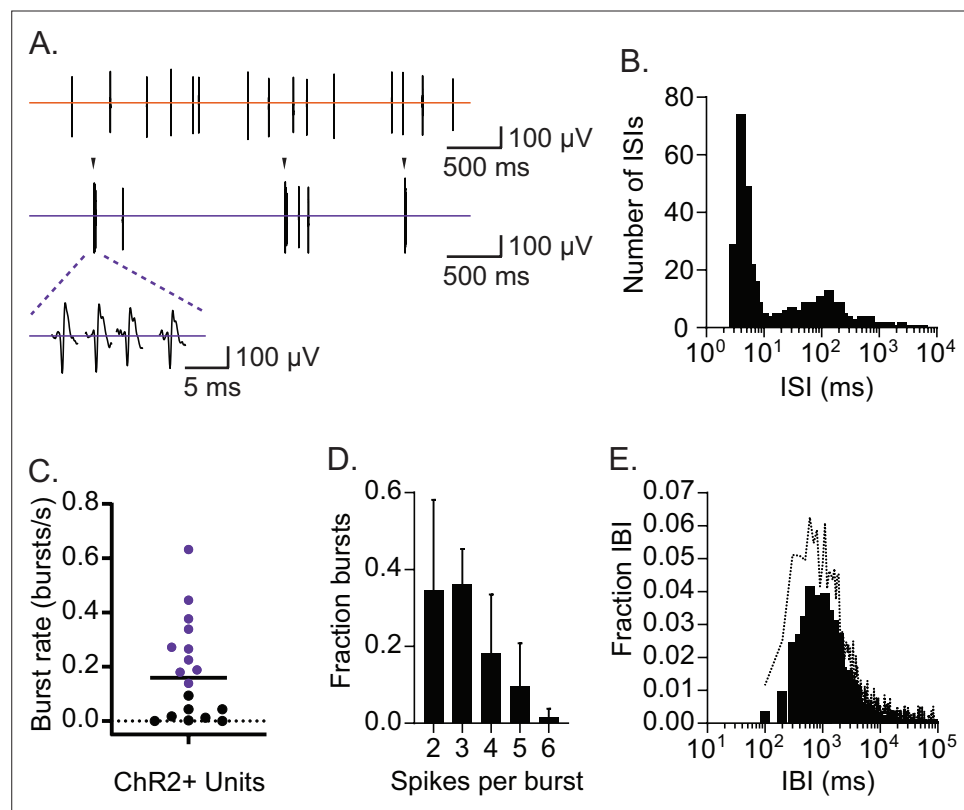 A.
100 µV
500 ms
100 µV
500 ms
100 µV
5 ms
B.
Number of ISIs
80
60
40
20
0
10⁰ 10¹ 10² 10³ 10⁴
ISI (ms)
C.
Burst rate (bursts/s)
0.8
0.6
0.4
0.2
0.0
ChR2+ Units
D.
Fraction bursts
0.6
0.4
0.2
0.0
2 3 4 5 6
Spikes per burst
E.
Fraction IBI
0.07
0.06
0.05
0.04
0.03
0.02
0.01
0.00
10¹ 10² 10³ 10⁴ 10⁵
IBI (ms)